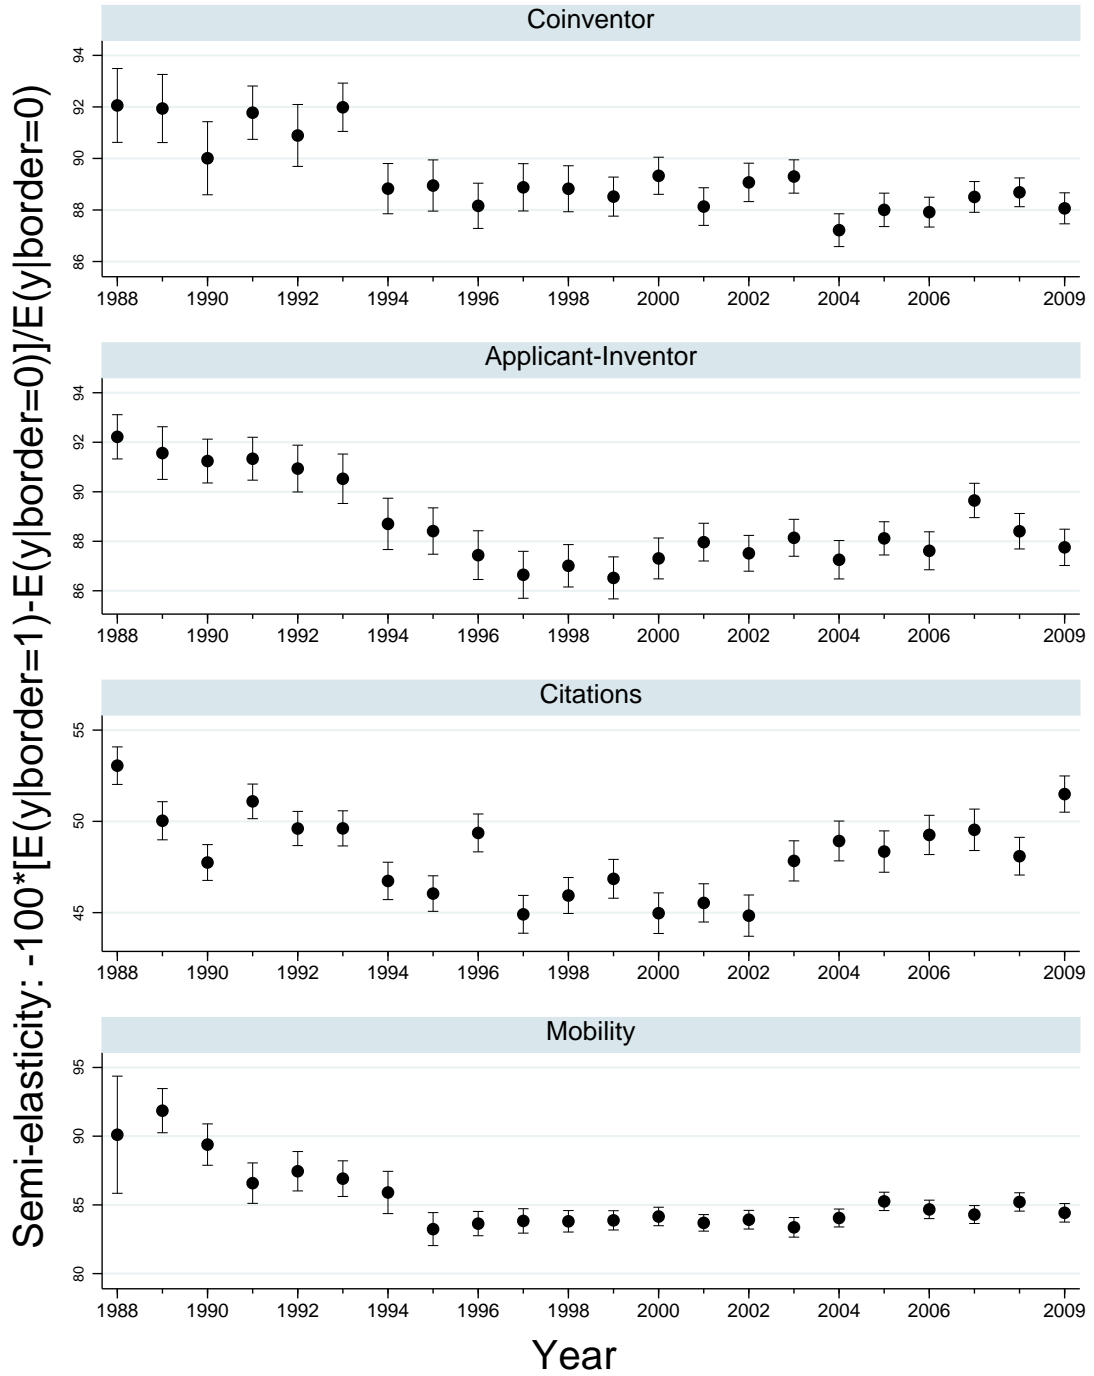 Semi-elasticity: -100*[E(y|border=1)-E(y|border=0)]/E(y|border=0)
Coinventor
94
92
90
88
86
1988 1990 1992 1994 1996 1998 2000 2002 2004 2006 2009
Applicant-Inventor
94
92
90
88
86
1988 1990 1992 1994 1996 1998 2000 2002 2004 2006 2009
Citations
55
50
45
1988 1990 1992 1994 1996 1998 2000 2002 2004 2006 2009
Mobility
95
90
85
80
1988 1990 1992 1994 1996 1998 2000 2002 2004 2006 2009
Year